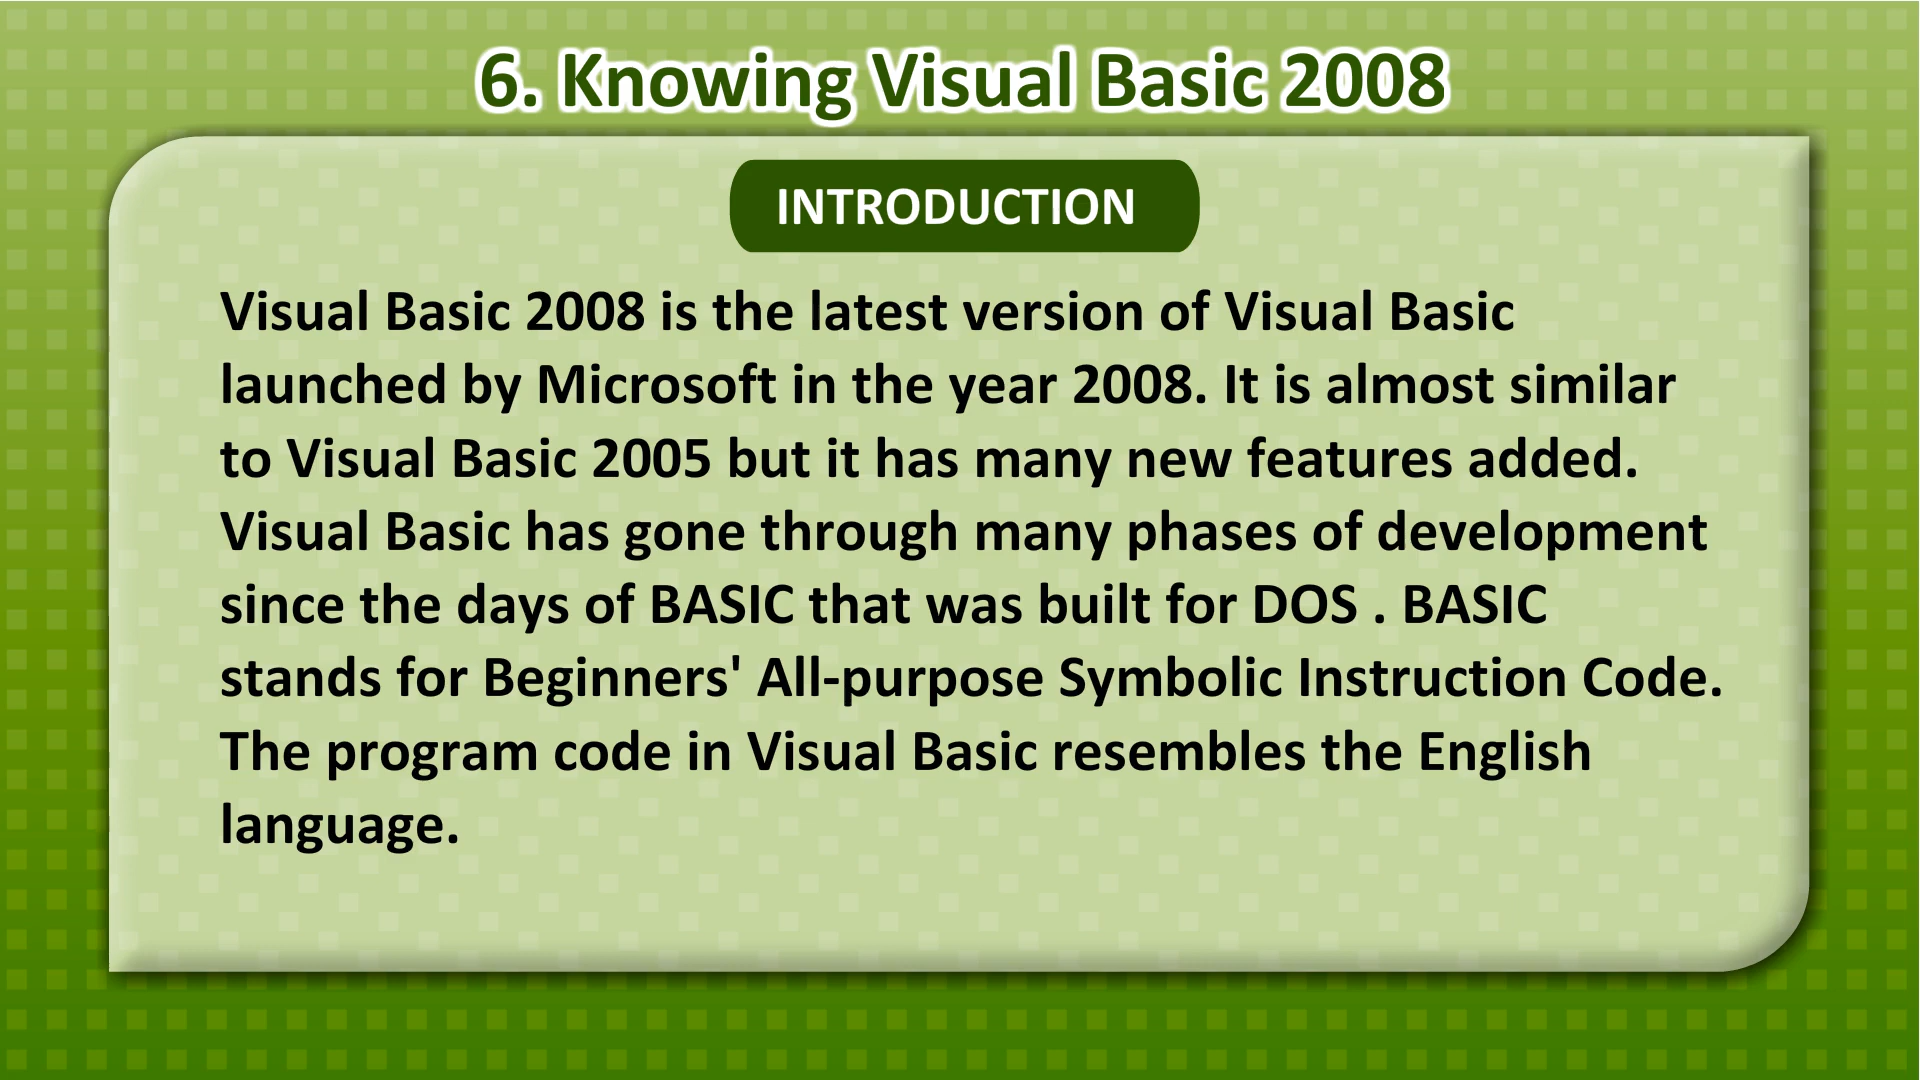 6. Knowing Visual Basic 2008
INTRODUCTION
Visual Basic 2008 is the latest version of Visual Basic
launched by Microsoft in the year 2008. It is almost similar
to Visual Basic 2005 but it has many new features added.
Visual Basic has gone through many phases of development
since the days of BASIC that was built for DOS . BASIC
stands for Beginners' All-purpose Symbolic Instruction Code.
The program code in Visual Basic resembles the English
language.